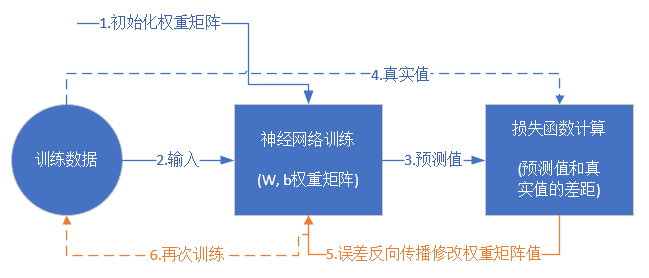 1.初始化权重矩阵
4.真实值
训练数据
2.输入
神经网络训练
(W, b权重矩阵)
3.预测值
损失函数计算
(预测值和真
实值的差距)
6.再次训练
5.误差反向传播修改权重矩阵值